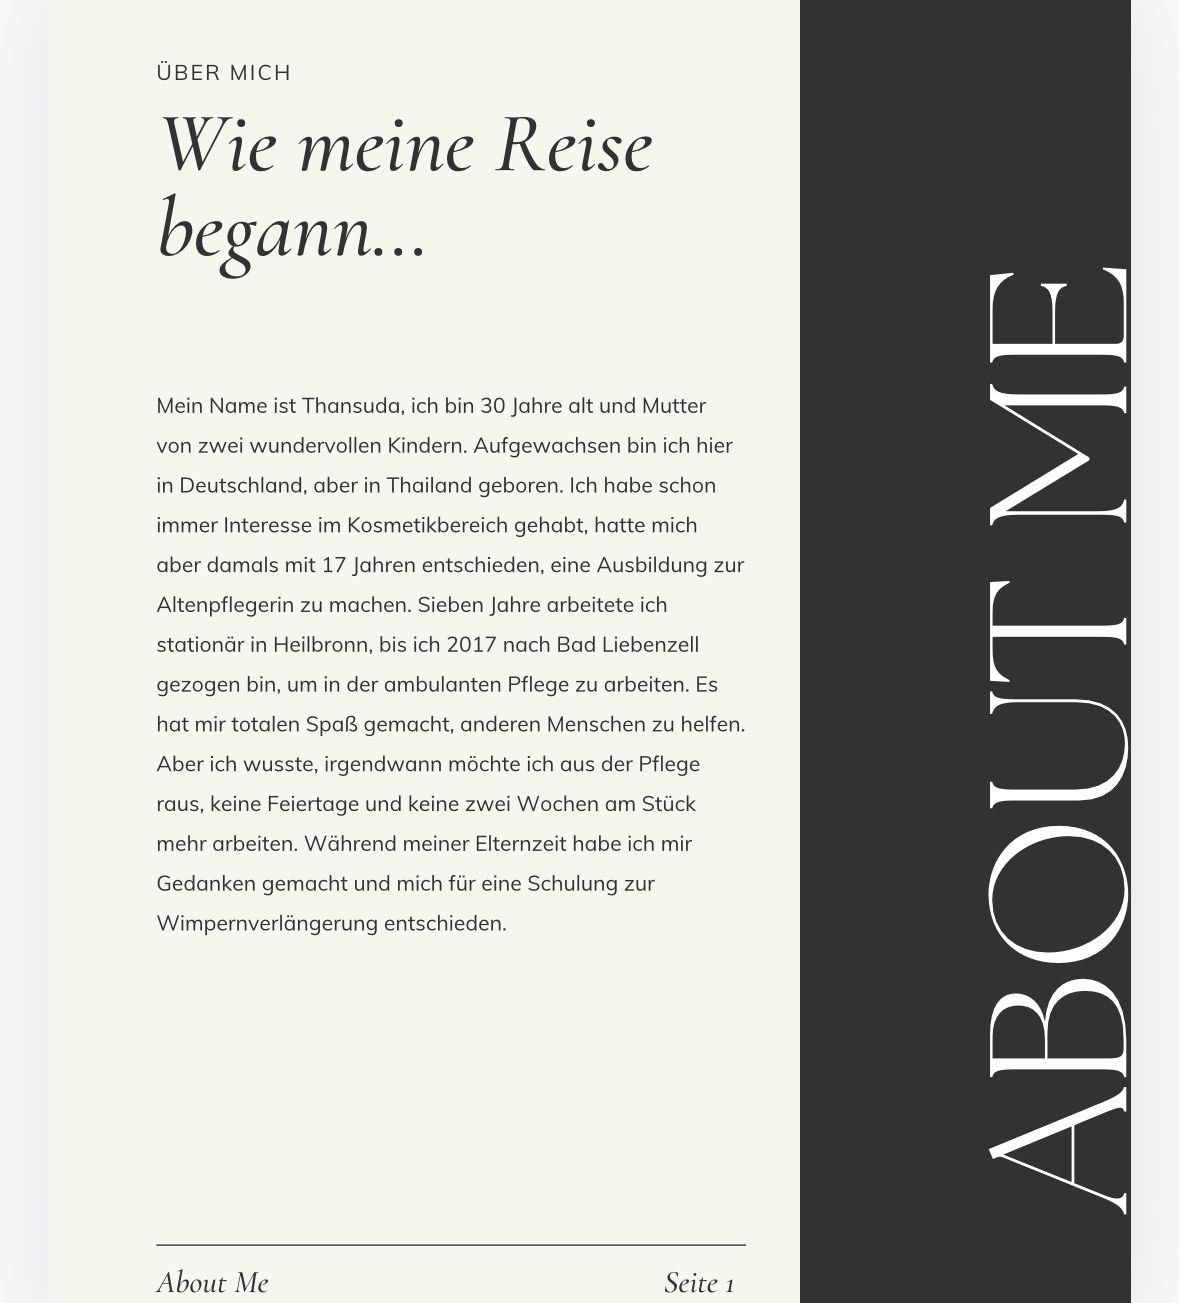 ÜBER MICH
Wie meine Reise
begann...
Mein Name ist Thansuda, ich bin 30 Jahre alt und Mutter
von zwei wundervollen Kindern. Aufgewachsen bin ich hier
in Deutschland, aber in Thailand geboren. Ich habe schon
immer Interesse im Kosmetikbereich gehabt, hatte mich
aber damals mit 17 Jahren entschieden, eine Ausbildung zur
Altenpflegerin zu machen. Sieben Jahre arbeitete ich
stationär in Heilbronn, bis ich 2017 nach Bad Liebenzell
gezogen bin, um in der ambulanten Pflege zu arbeiten. Es
hat mir totalen Spaß gemacht, anderen Menschen zu helfen.
Aber ich wusste, irgendwann möchte ich aus der Pflege
raus, keine Feiertage und keine zwei Wochen am Stück
mehr arbeiten. Während meiner Elternzeit habe ich mir
Gedanken gemacht und mich für eine Schulung zur
Wimpernverlängerung entschieden.
About Me
Seite 1
ABOUT ME